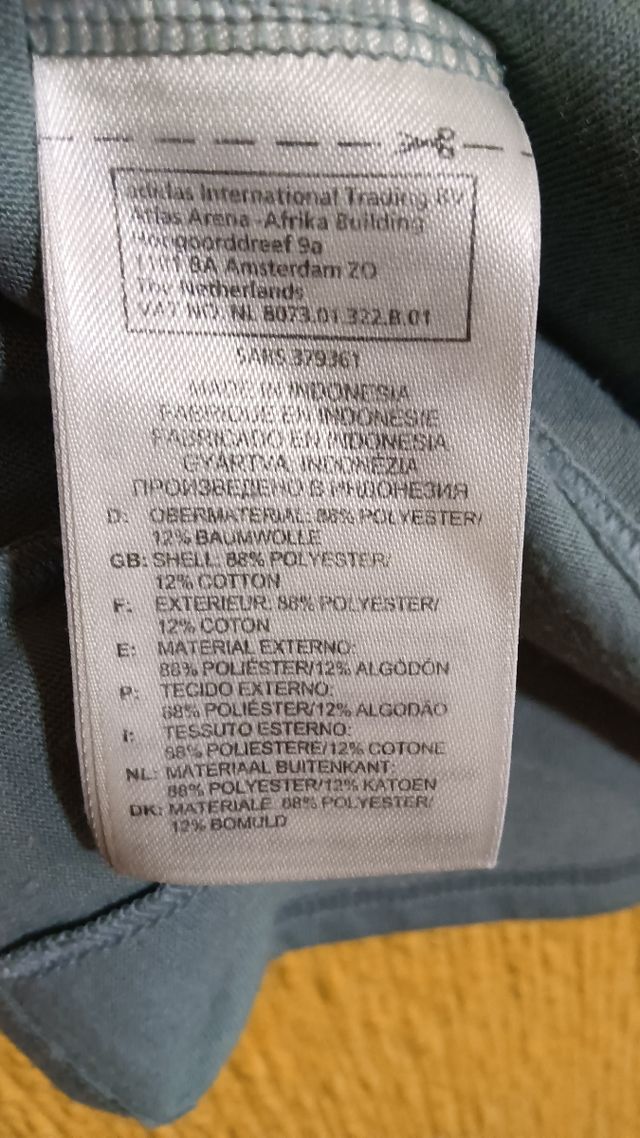 adidas International Trading BV
Atlas Arena - Afrika Building
Hoogoorddreef 9a
1101 BA Amsterdam ZO
The Netherlands
VAT NO. NL 8073.01.322.B.01
SARS 379361
MADE IN INDONESIA
FABRIQUE EN INDONESIE
FABRICADO EN INDONESIA
GYÁRTVA: INDONÉZIA
ПРОИЗВЕДЕНО В ИНДОНЕЗИЯ
D: OBERMATERIAL: 88% POLYESTER/
12% BAUMWOLLE
GB: SHELL: 88% POLYESTER/
12% COTTON
F: EXTERIEUR: 88% POLYESTER/
12% COTON
E: MATERIAL EXTERNO:
88% POLIÉSTER/12% ALGODÓN
P: TECIDO EXTERNO:
88% POLIÉSTER/12% ALGODÃO
I: TESSUTO ESTERNO:
88% POLIESTERE/12% COTONE
NL: MATERIAAL BUITENKANT:
88% POLYESTER/12% KATOEN
DK: MATERIALE: 88% POLYESTER/
12% BOMULD